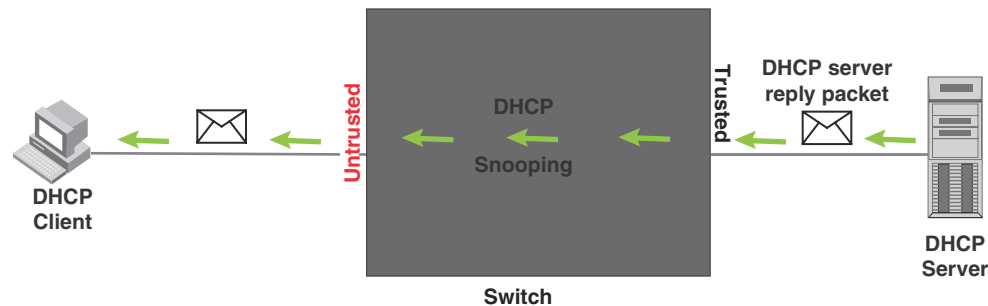 DHCP
Client
Untrusted
DHCP
Snooping
Trusted
DHCP server
reply packet
DHCP
Server
Switch